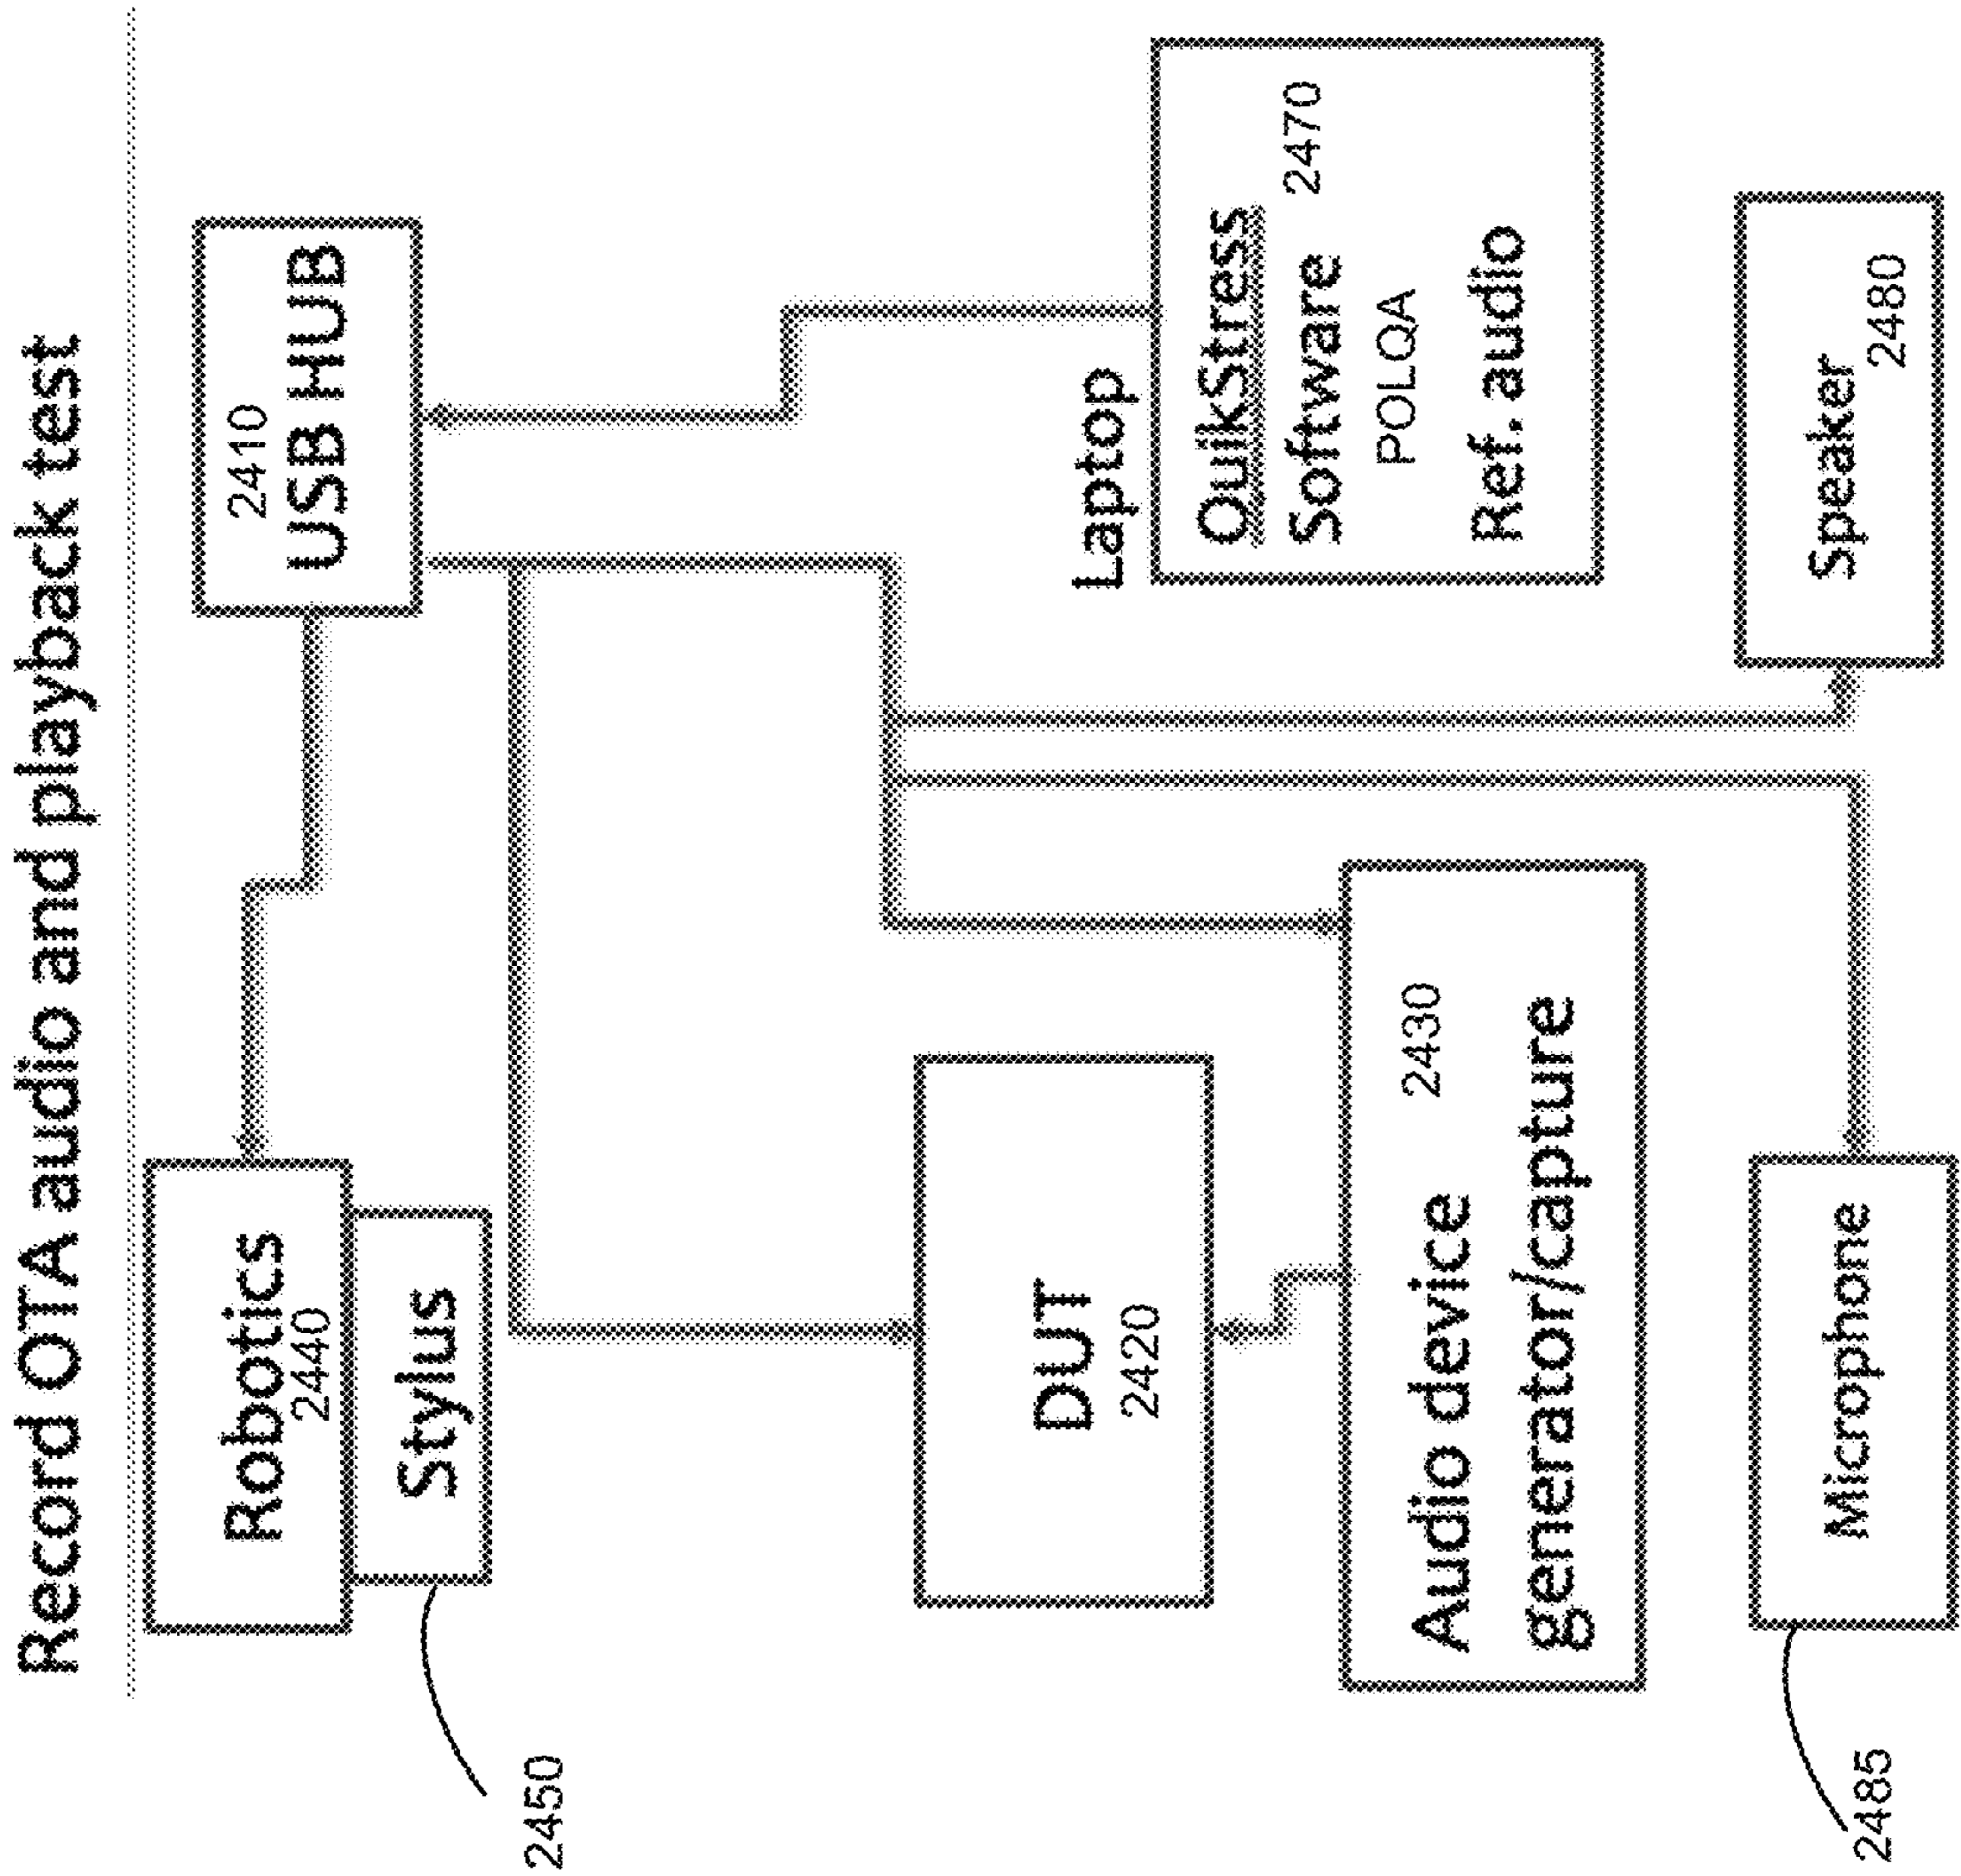 Record OTA audio and playback test
Robotics
2440
Stylus
2450
2410
USB HUB
DUT
2420
Laptop
OuikStress
Software 2470
POLQA
Ref. audio
Audio device 2430
generator/capture
Microphone
2485
Speaker
2480